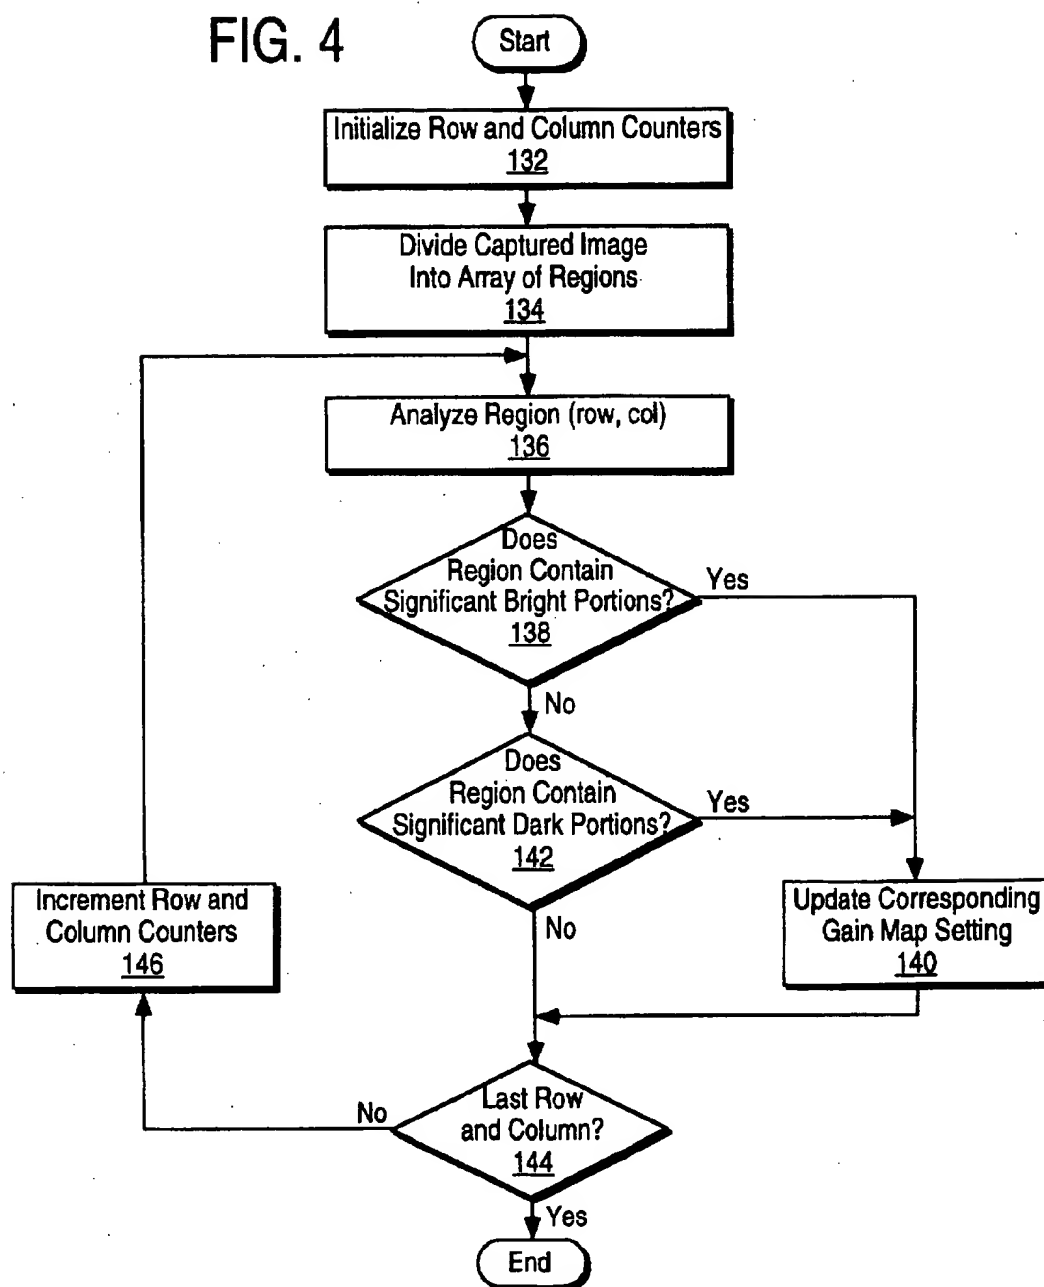 FIG. 4
Start
Initialize Row and Column Counters
132
Divide Captured Image
Into Array of Regions
134
Analyze Region (row, col)
136
Does
Region Contain
Significant Bright Portions?
138
Yes
No
Does
Region Contain
Significant Dark Portions?
142
Yes
No
Increment Row and
Column Counters
146
Update Corresponding
Gain Map Setting
140
Last Row
and Column?
144
No
Yes
End